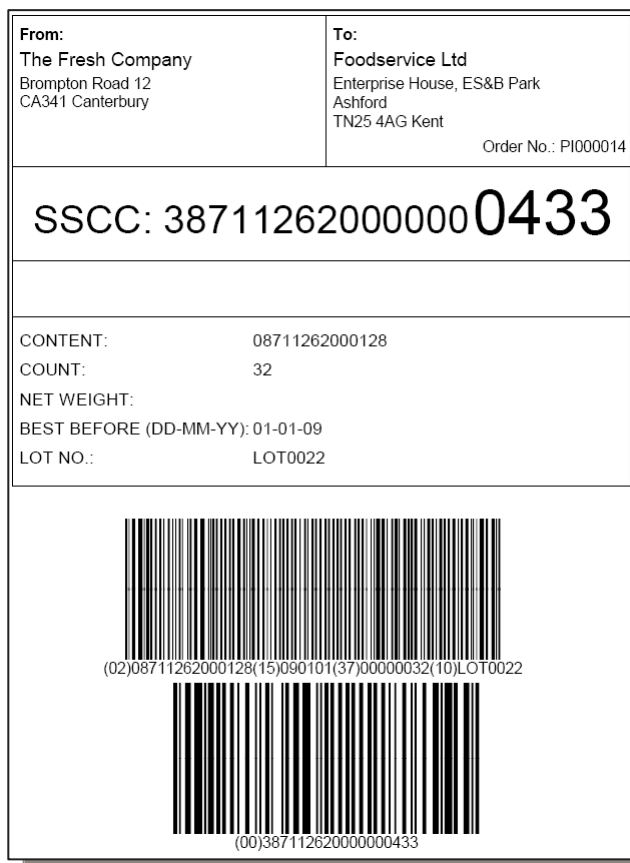 From:
The Fresh Company
Brompton Road 12
CA341 Canterbury
To:
Foodservice Ltd
Enterprise House, ES&B Park
Ashford
TN25 4AG Kent
Order No.: PI000014
SSCC: 387112620000000433
CONTENT: 08711262000128
COUNT: 32
NET WEIGHT:
BEST BEFORE (DD-MM-YY): 01-01-09
LOT NO.: LOT0022
(02)08711262000128(15)090101(37)00000032(10)LOT0022
(00)387112620000000433